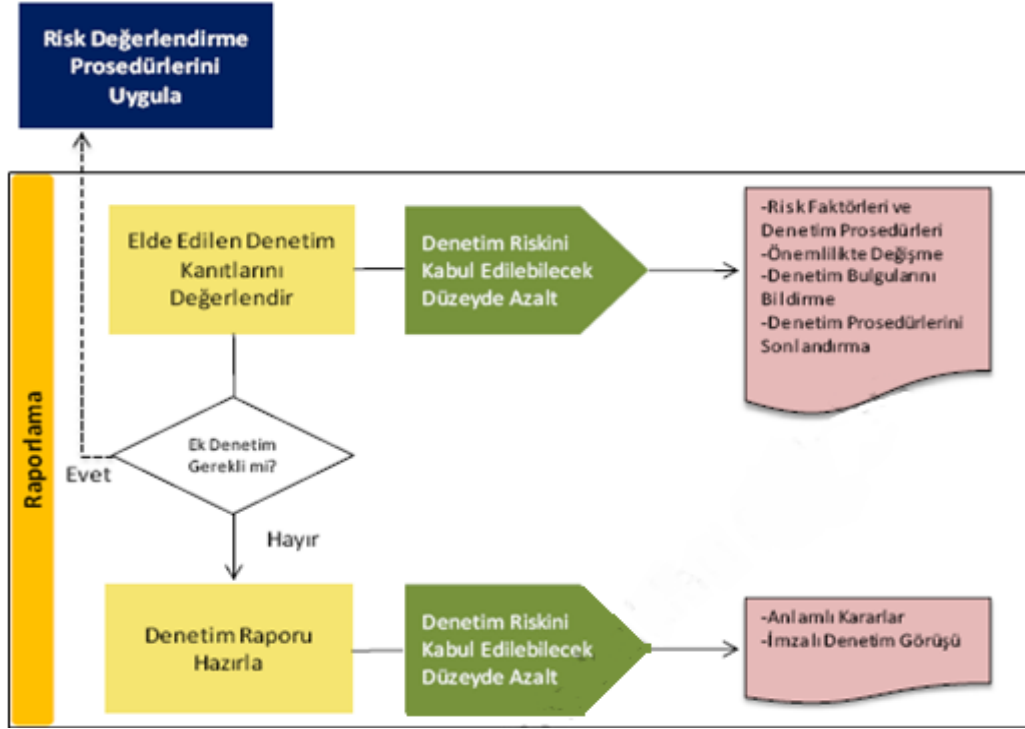 Risk Değerlendirme
Prosedürlerini
Uygula
Raporlama
Elde Edilen Denetim
Kanıtlarını
Değerlendir
Denetim Riskini
Kabul Edilebilecek
Düzeyde Azalt
-Risk Faktörleri ve
Denetim Prosedürleri
-Önemlilikte Değişme
-Denetim Bulgularını
Bildirme
-Denetim Prosedürlerini
Sonlandırma
Ek Denetim
Gerekli mi?
Evet
Hayır
Denetim Raporu
Hazırla
Denetim Riskini
Kabul Edilebilecek
Düzeyde Azalt
-Anlamlı Kararlar
-İmzalı Denetim Görüşü